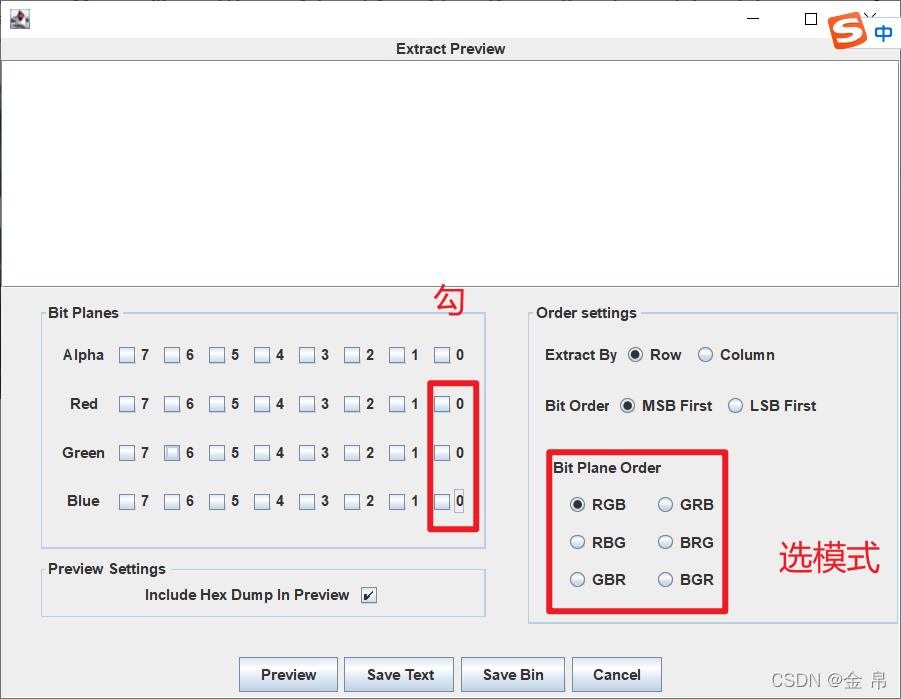 S 中
Extract Preview
勾
Bit Planes
Alpha 7 6 5 4 3 2 1 0
Red 7 6 5 4 3 2 1 0
Green 7 6 5 4 3 2 1 0
Blue 7 6 5 4 3 2 1 0
Preview Settings
Include Hex Dump In Preview
Order settings
Extract By Row Column
Bit Order MSB First LSB First
Bit Plane Order
RGB GRB
RBG BRG
GBR BGR
选模式
Preview Save Text Save Bin Cancel
CSDN @金 帛